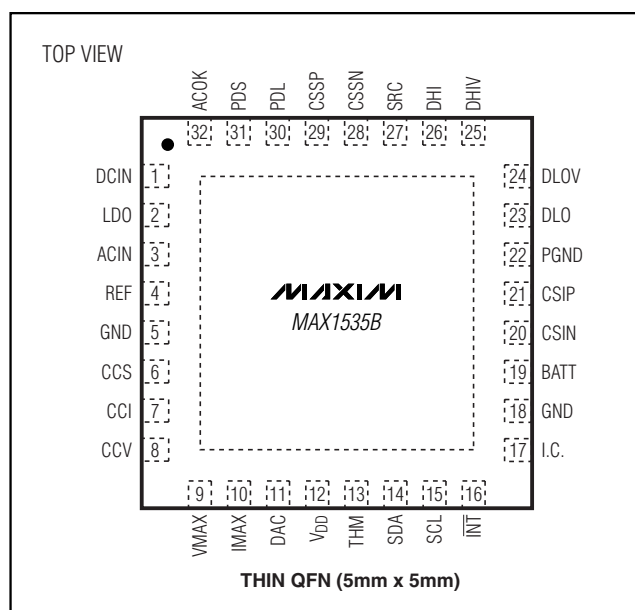 TOP VIEW
ACOK
PDS
PDL
CSSP
CSSN
SRC
DHI
DHIV
32 31 30 29 28 27 26 25
DCIN 1
LDO 2
ACIN 3
REF 4
GND 5
CCS 6
CCI 7
CCV 8
24 DLOV
23 DLO
22 PGND
21 CSIP
20 CSIN
19 BATT
18 GND
17 I.C.
MAXIM
MAX1535B
9 10 11 12 13 14 15 16
VMAX
IMAX
DAC
VDD
THM
SDA
SCL
INT
THIN QFN (5mm x 5mm)